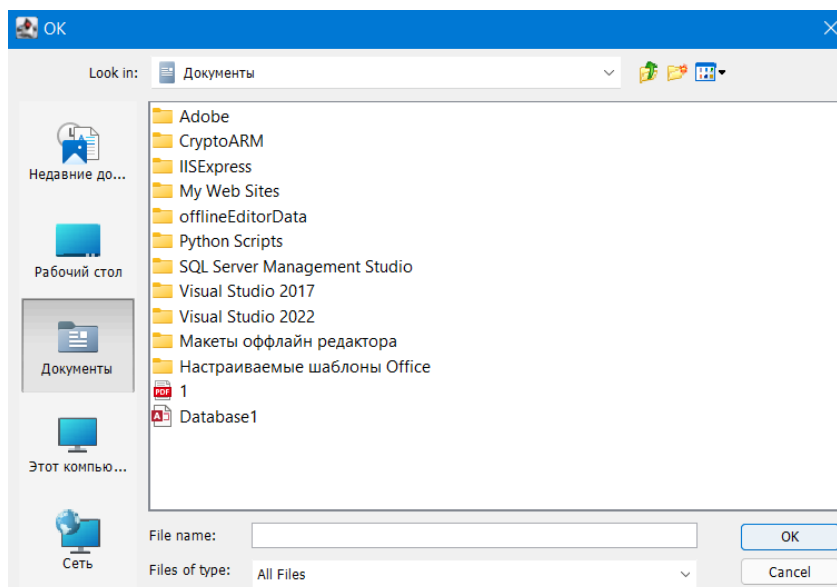 OK
Look in:
Документы
Недавние до...
Рабочий стол
Документы
Этот компью...
Сеть
Adobe
CryptoARM
IISExpress
My Web Sites
offlineEditorData
Python Scripts
SQL Server Management Studio
Visual Studio 2017
Visual Studio 2022
Макеты оффлайн редактора
Настраиваемые шаблоны Office
PDF 1
A Database1
File name:
OK
Files of type:
All Files
Cancel